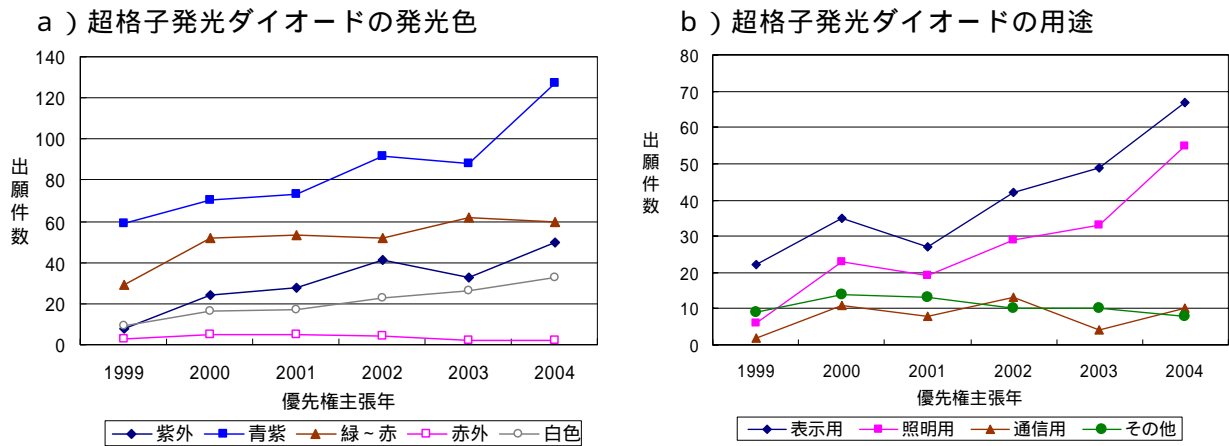 a）超格子発光ダイオードの発光色
140
120
100
80
60
40
20
0
出願件数
1999 2000 2001 2002 2003 2004
優先権主張年
紫外 青紫 緑～赤 赤外 白色
b）超格子発光ダイオードの用途
80
70
60
50
40
30
20
10
0
出願件数
1999 2000 2001 2002 2003 2004
優先権主張年
表示用 照明用 通信用 その他